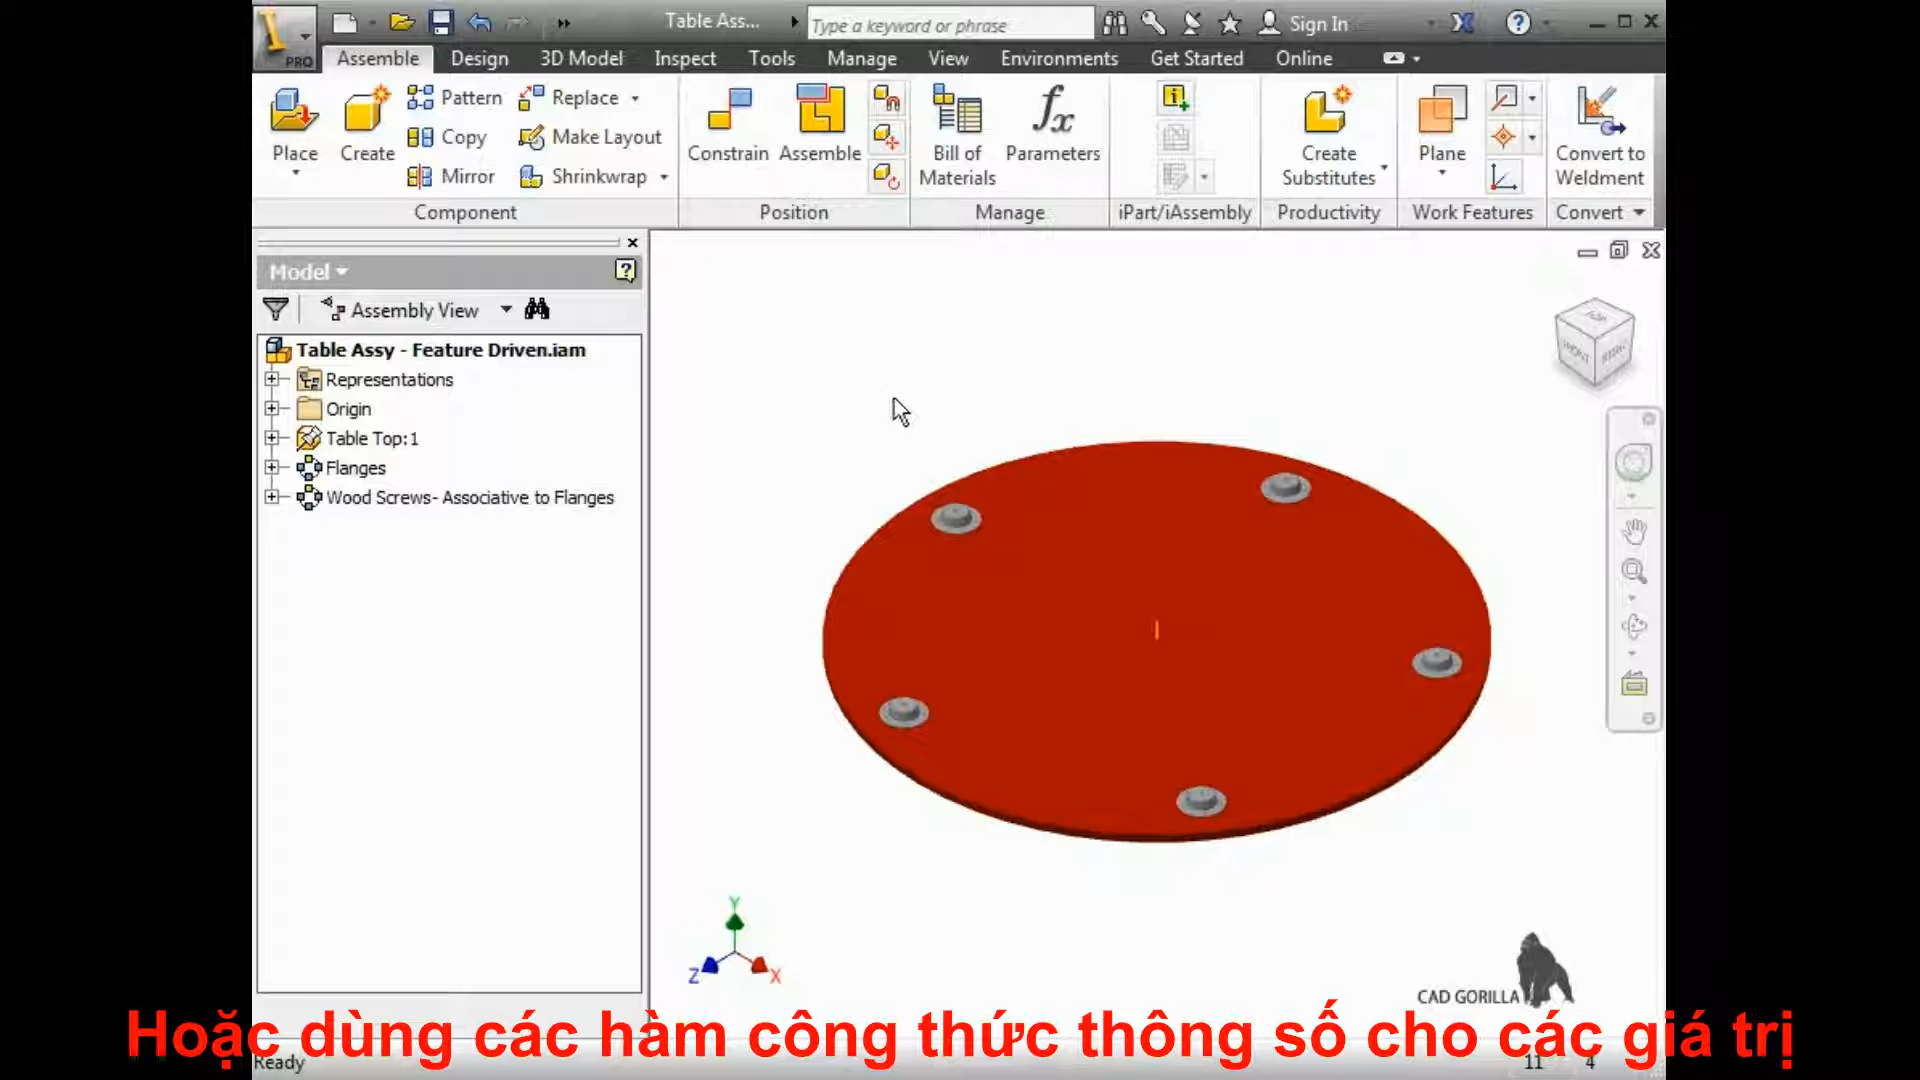 Table Ass...
Type a keyword or phrase
Sign In
PRO
Assemble
Design
3D Model
Inspect
Tools
Manage
View
Environments
Get Started
Online
Place
Create
Pattern
Copy
Mirror
Replace
Make Layout
Shrinkwrap
Component
Constrain
Assemble
Position
Bill of
Materials
fx
Parameters
Manage
iPart/iAssembly
Create
Substitutes
Productivity
Plane
Work Features
Convert to
Weldment
Convert
Model
Assembly View
Table Assy - Feature Driven.iam
Representations
Origin
Table Top:1
Flanges
Wood Screws- Associative to Flanges
TOP
FRONT
RIGHT
Y
Z
X
CAD GORILLA
Hoặc dùng các hàm công thức thông số cho các giá trị
Ready
11
4